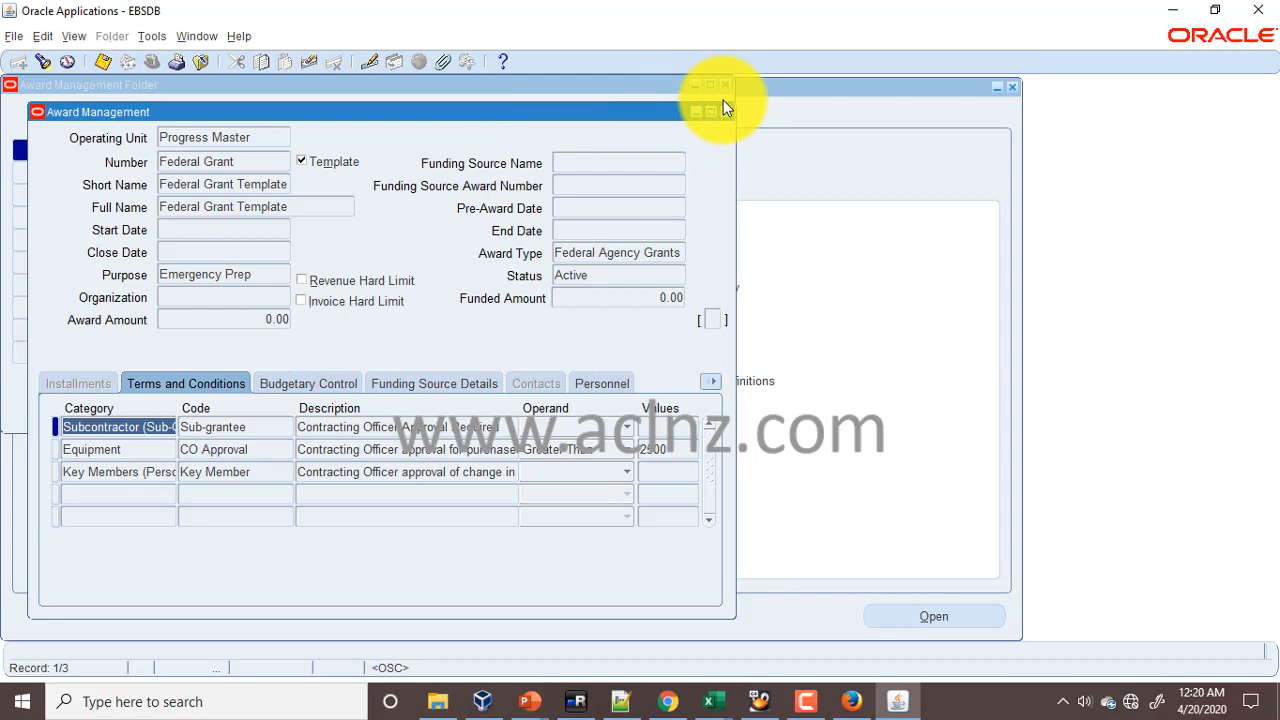 Oracle Applications - EBSDB
File Edit View Folder Tools Window Help
ORACLE
Award Management Folder
Award Management
Operating Unit Progress Master
Number Federal Grant Template
Short Name Federal Grant Template
Full Name Federal Grant Template
Start Date
Close Date
Purpose Emergency Prep
Organization
Award Amount 0.00
Revenue Hard Limit
Invoice Hard Limit
Funding Source Name
Funding Source Award Number
Pre-Award Date
End Date
Award Type Federal Agency Grants
Status Active
Funded Amount 0.00
[ ]
Installments Terms and Conditions Budgetary Control Funding Source Details Contacts Personnel
Category Code Description Operand Values
Subcontractor (Sub-G Sub-grantee Contracting Officer Approval Required
Equipment CO Approval Contracting Officer approval for purchase Greater Than 2500
Key Members (Perso Key Member Contracting Officer approval of change in
www.aclnz.com
initions
Open
Record: 1/3 ... <OSC>
Type here to search
12:20 AM
4/20/2020